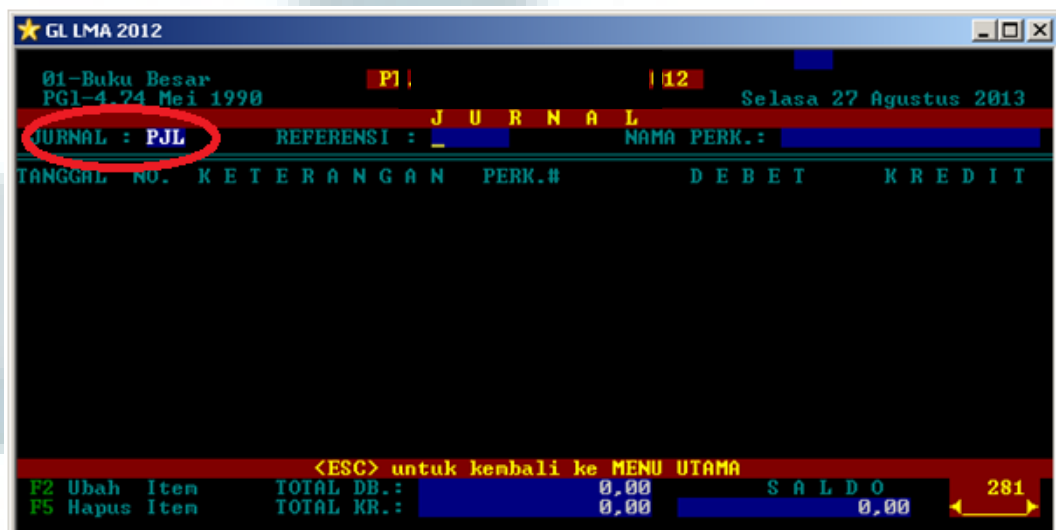 GL LMA 2012
01-Buku Besar PT. 12
PG1-4.74 Mei 1990 Selasa 27 Agustus 2013
J U R N A L
JURNAL : PJL REFERENSI : _ NAMA PERK.:
TANGGAL NO. K E T E R A N G A N PERK.# D E B E T K R E D I T
<ESC> untuk kembali ke MENU UTAMA
F2 Ubah Item TOTAL DB.: 0,00 S A L D O 281
F5 Hapus Item TOTAL KR.: 0,00 0,00